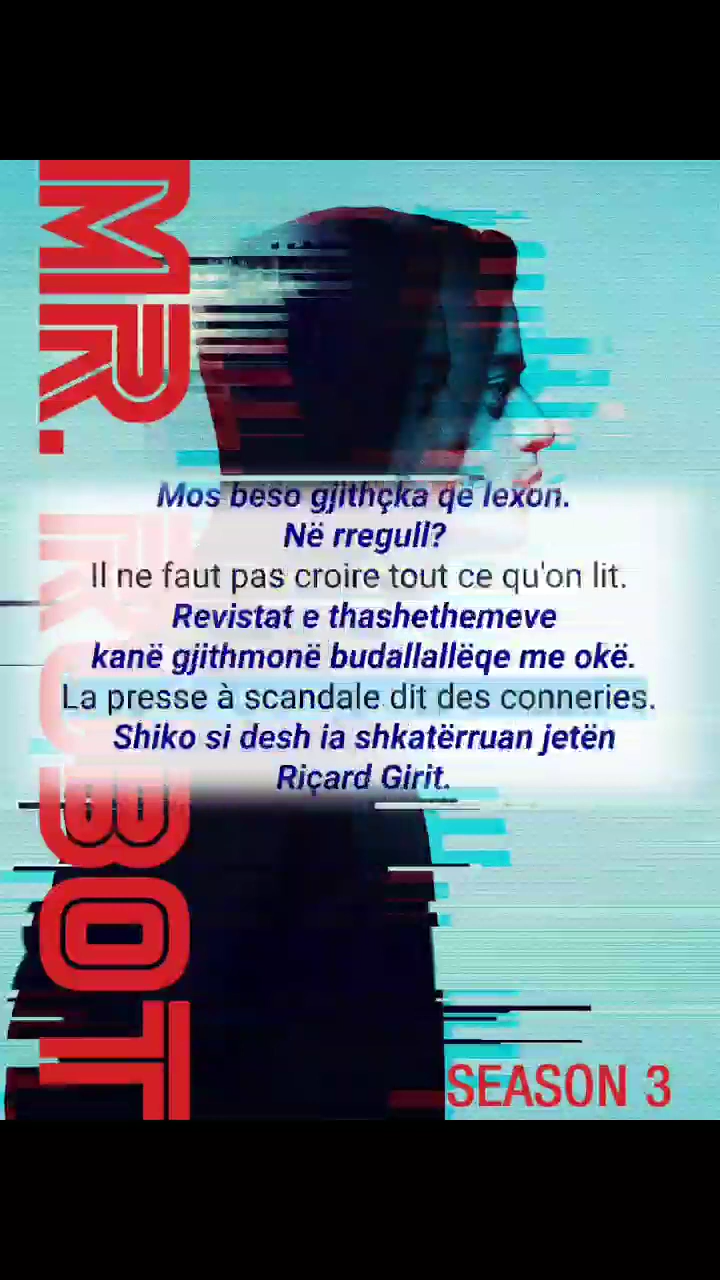 MR. ROBOT
Mos beso gjithçka që lexon.
Në rregull?
Il ne faut pas croire tout ce qu'on lit.
Revistat e thashethemeve
kanë gjithmonë budallallëqe me okë.
La presse à scandale dit des conneries.
Shiko si desh ia shkatërruan jetën
Riçard Girit.
SEASON 3